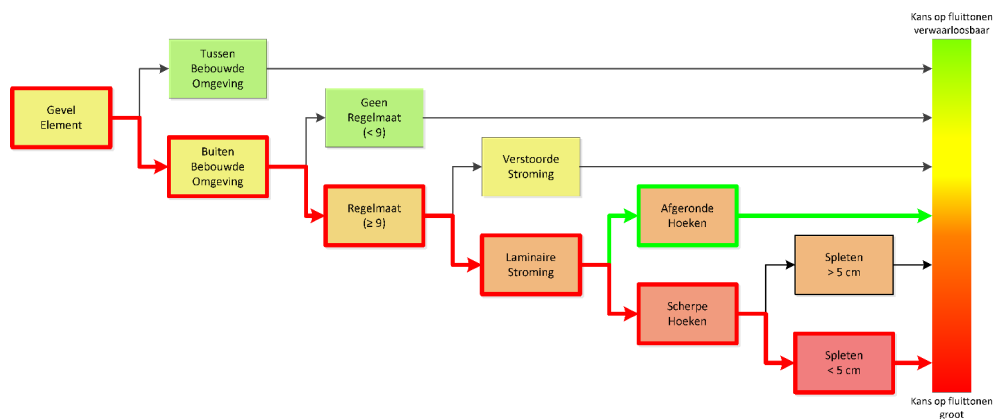 Kans op fluittonen
verwaarloosbaar
Tussen
Bebouwde
Omgeving
Gevel
Element
Geen
Regelmaat
(< 9)
Buiten
Bebouwde
Omgeving
Verstoorde
Stroming
Regelmaat
(≥ 9)
Afgeronde
Hoeken
Laminaire
Stroming
Spleten
> 5 cm
Scherpe
Hoeken
Spleten
< 5 cm
Kans op fluittonen
groot